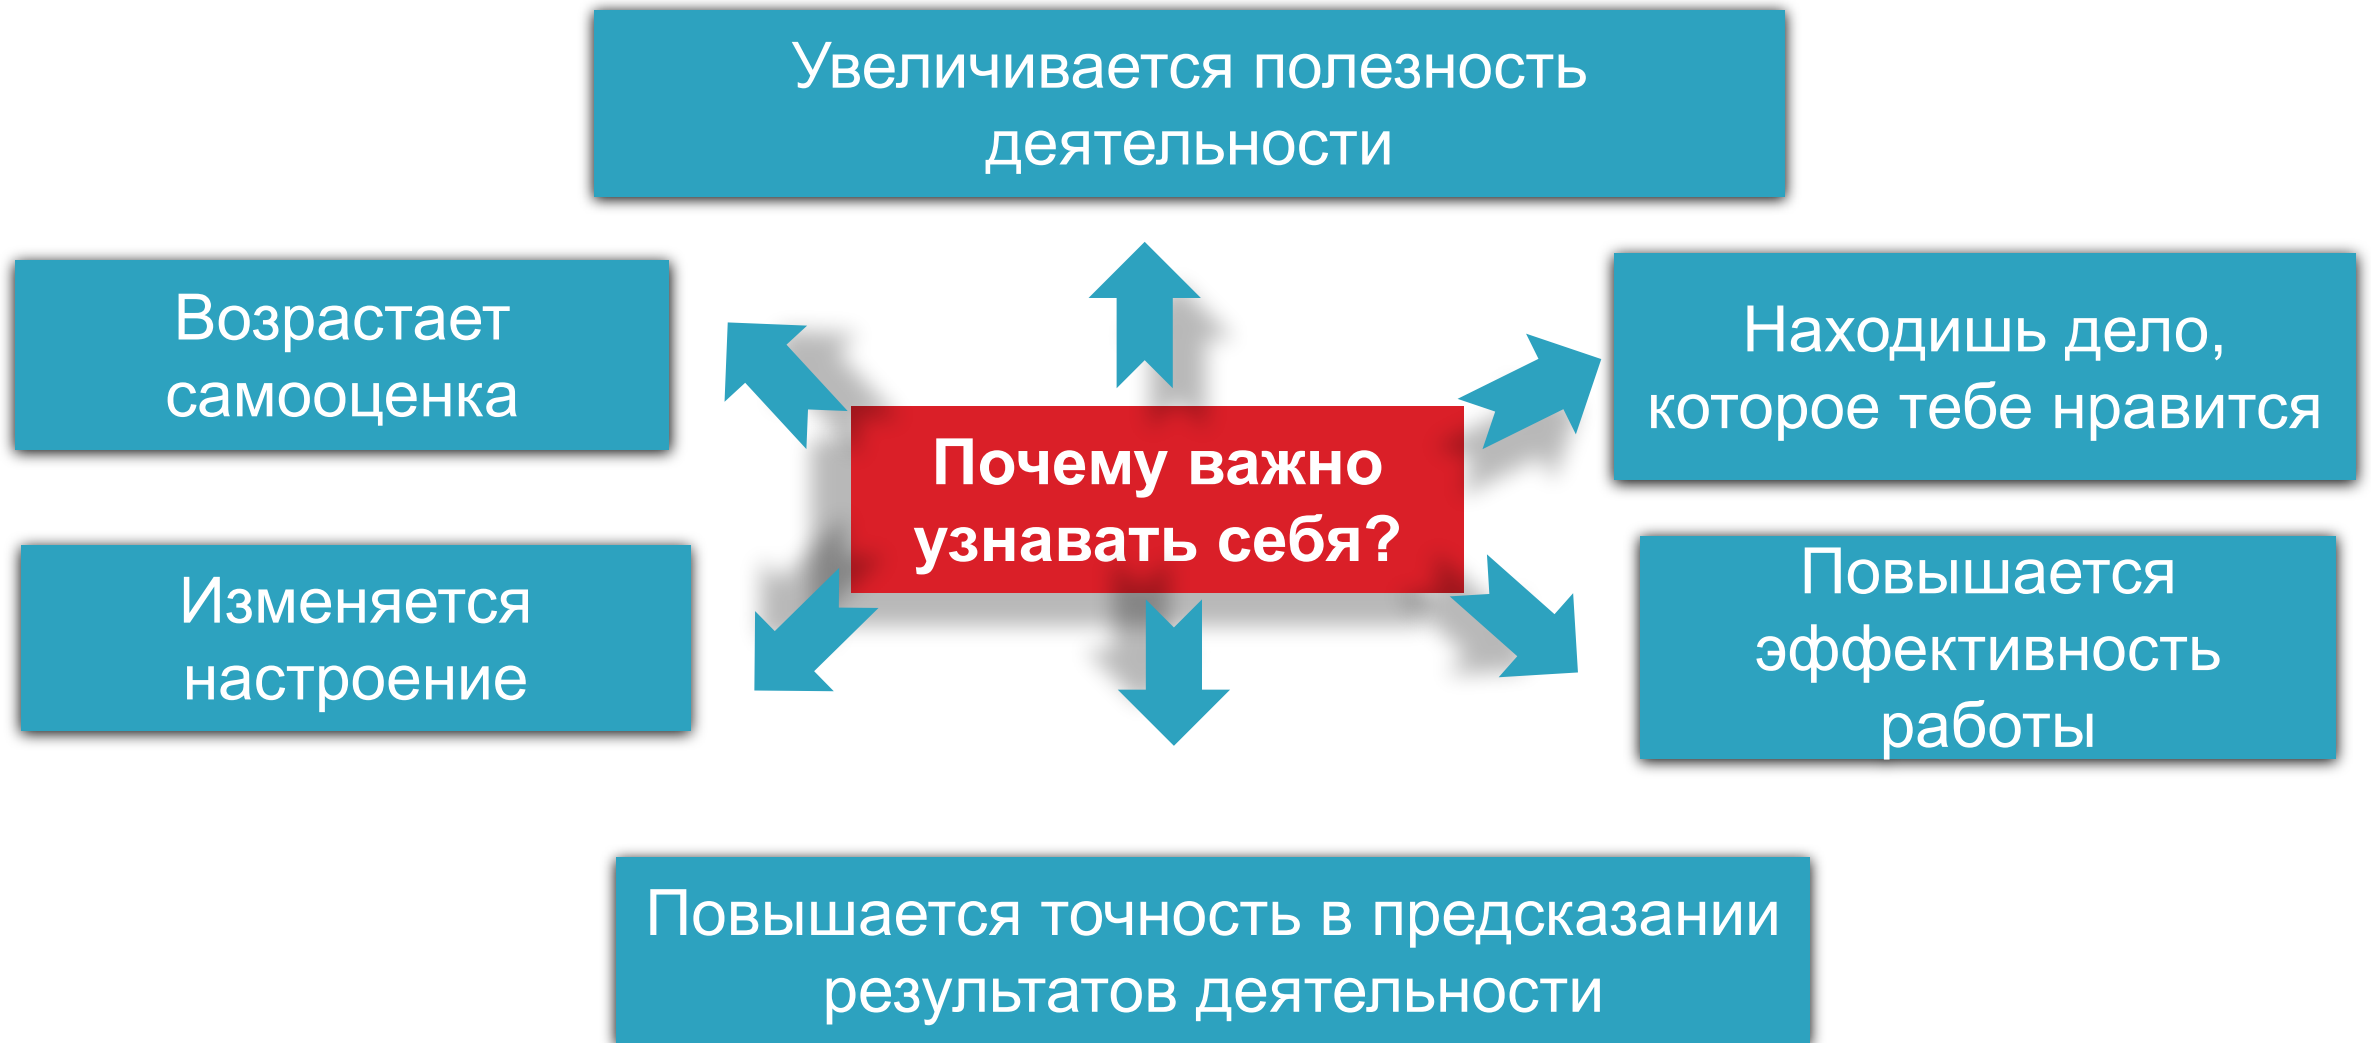 Увеличивается полезность
деятельности
Возрастает
самооценка
Находишь дело,
которое тебе нравится
Почему важно
узнавать себя?
Изменяется
настроение
Повышается
эффективность
работы
Повышается точность в предсказании
результатов деятельности